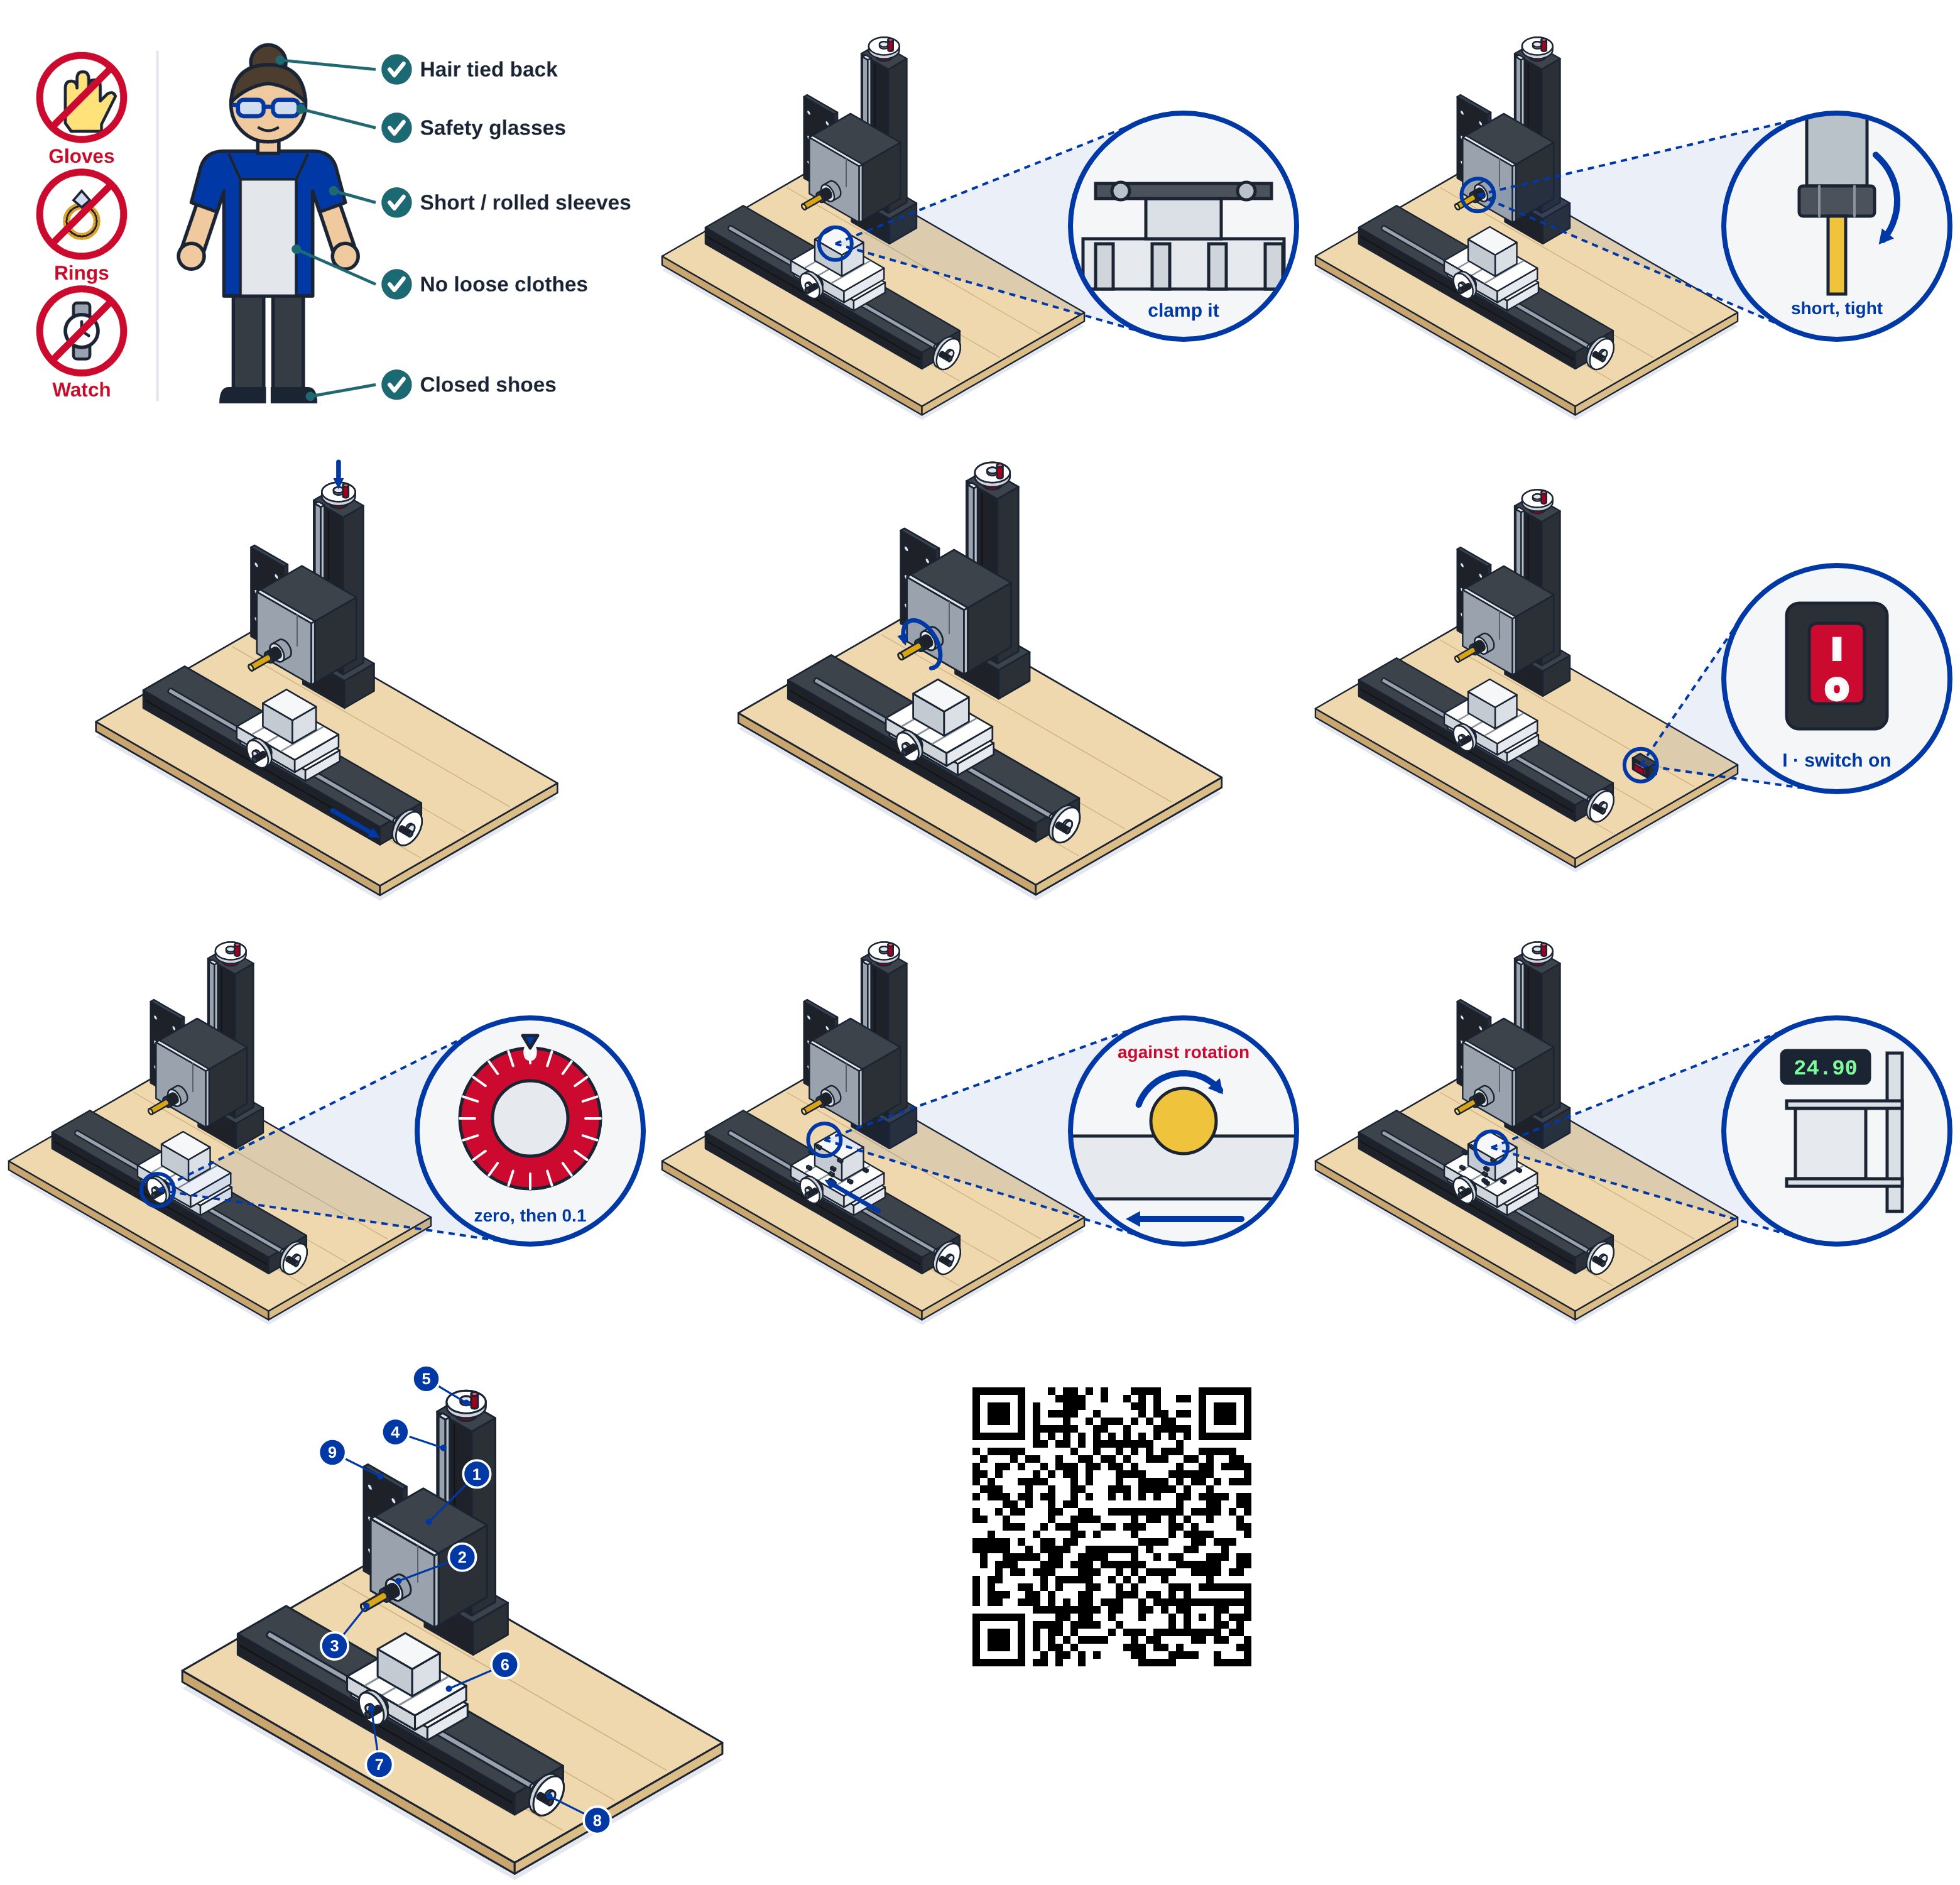 Gloves
Rings
Watch
Hair tied back
Safety glasses
Short / rolled sleeves
No loose clothes
Closed shoes
clamp it
short, tight
I
O
I · switch on
zero, then 0.1
against rotation
24.90
5
4
9
1
2
3
6
7
8